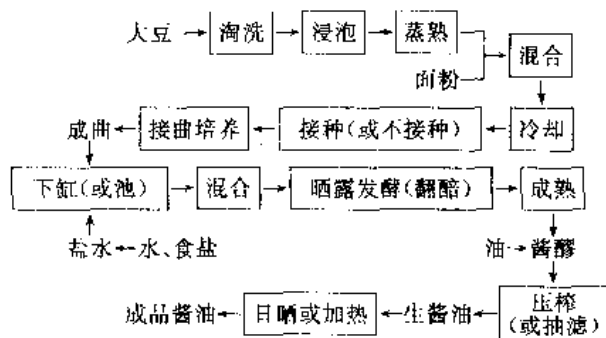 大豆 淘洗 浸泡 蒸熟
面粉 混合
成曲 接曲培养 接种(或不接种) 冷却
下缸(或池) 混合 晒露发酵(翻醅) 成熟
盐水 水、食盐 油 酱醪
成品酱油 日晒或加热 生酱油 压榨
(或抽滤)